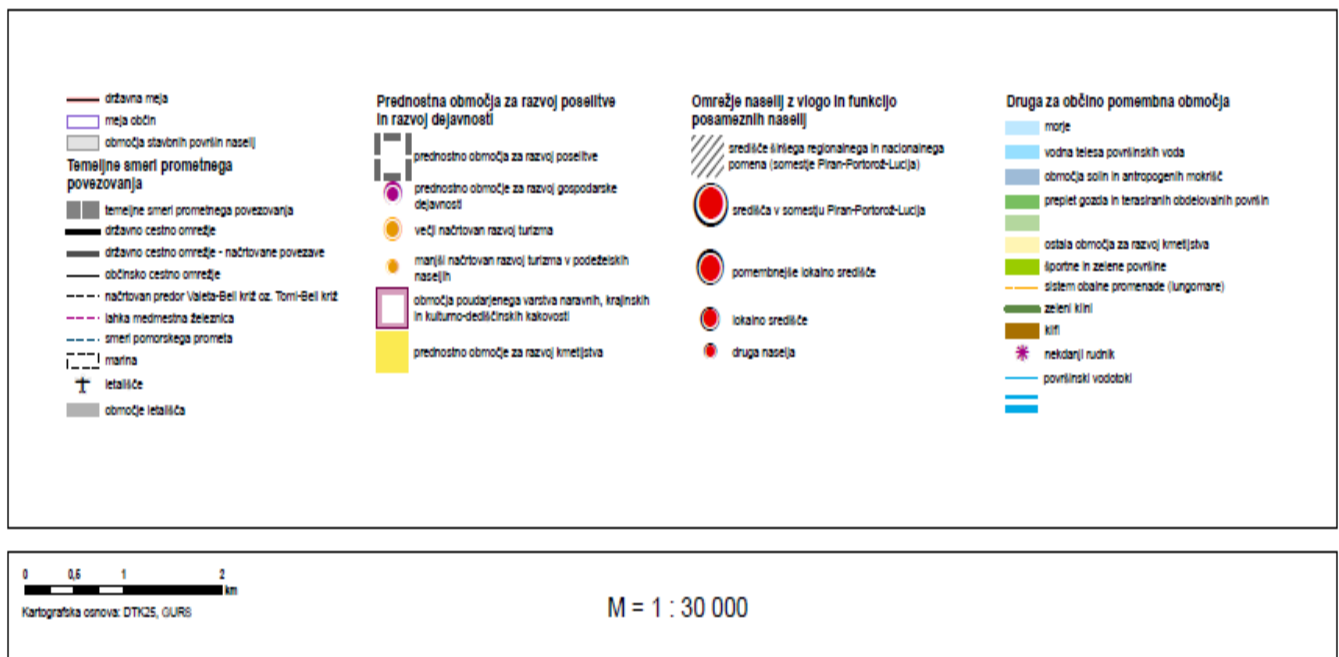 državna meja
meja občin
območja stavbnih površin naselij
Temeljne smeri prometnega
povezovanja
temeljne smeri prometnega povezovanja
državno cestno omrežje
državno cestno omrežje - načrtovane povezave
občinsko cestno omrežje
načrtovan predor Valeta-Beli križ oz. Tomi-Beli križ
lahka medmestna železnica
smeri pomorskega prometa
marina
letališče
območje letališča
Prednostna območja za razvoj poselitve
in razvoj dejavnosti
prednostno območje za razvoj poselitve
prednostno območje za razvoj gospodarske
dejavnosti
večji načrtovan razvoj turizma
manjši načrtovan razvoj turizma v podeželskih
naseljih
območja poudarjenega varstva naravnih, krajinskih
in kulturno-dediščinskih kakovosti
prednostno območje za razvoj kmetijstva
Omrežje naselij z vlogo in funkcijo
posameznih naselij
središče širšega regionalnega in nacionalnega
pomena (somestje Piran-Portorož-Lucija)
središča v somestju Piran-Portorož-Lucija
pomembnejše lokalno središče
lokalno središče
druga naselja
Druga za občino pomembna območja
morje
vodna telesa površinskih voda
območja solin in antropogenih mokrišč
preplet gozda in terasiranih obdelovalnih površin
ostala območja za razvoj kmetijstva
športne in zelene površine
sistem obalne promenade (lungomare)
zeleni klini
klifi
nekdanji rudnik
površinski vodotoki
0 0,5 1 2
km
Kartografska osnova: DTK25, GURS
M = 1 : 30 000